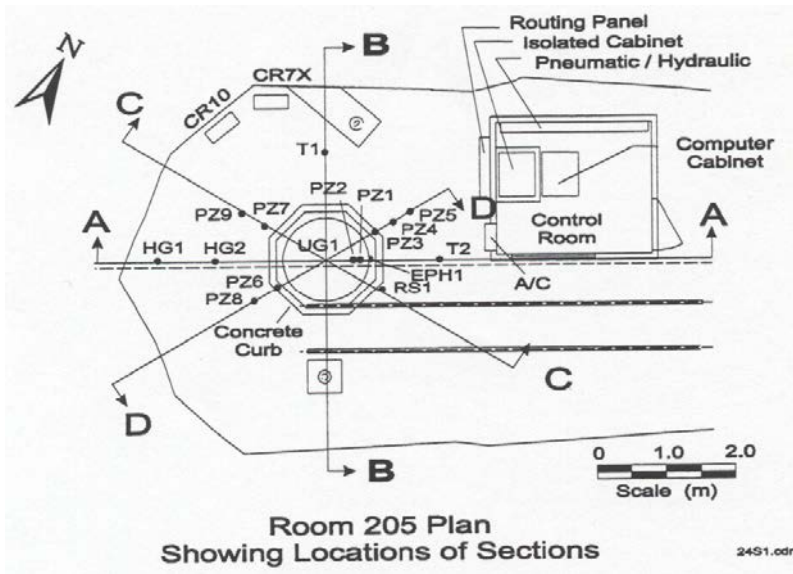 Routing Panel
Isolated Cabinet
Pneumatic / Hydraulic
N
B
C
CR7X
CR10
T1
Computer
Cabinet
PZ2
PZ1
PZ5
D
PZ9
PZ7
PZ4
PZ3
Control
Room
A
A
HG1
HG2
UG1
T2
EPH1
A/C
PZ6
RS1
PZ8
Concrete
Curb
C
D
B
0 1.0 2.0
Scale (m)
Room 205 Plan
Showing Locations of Sections
24S1.cdr